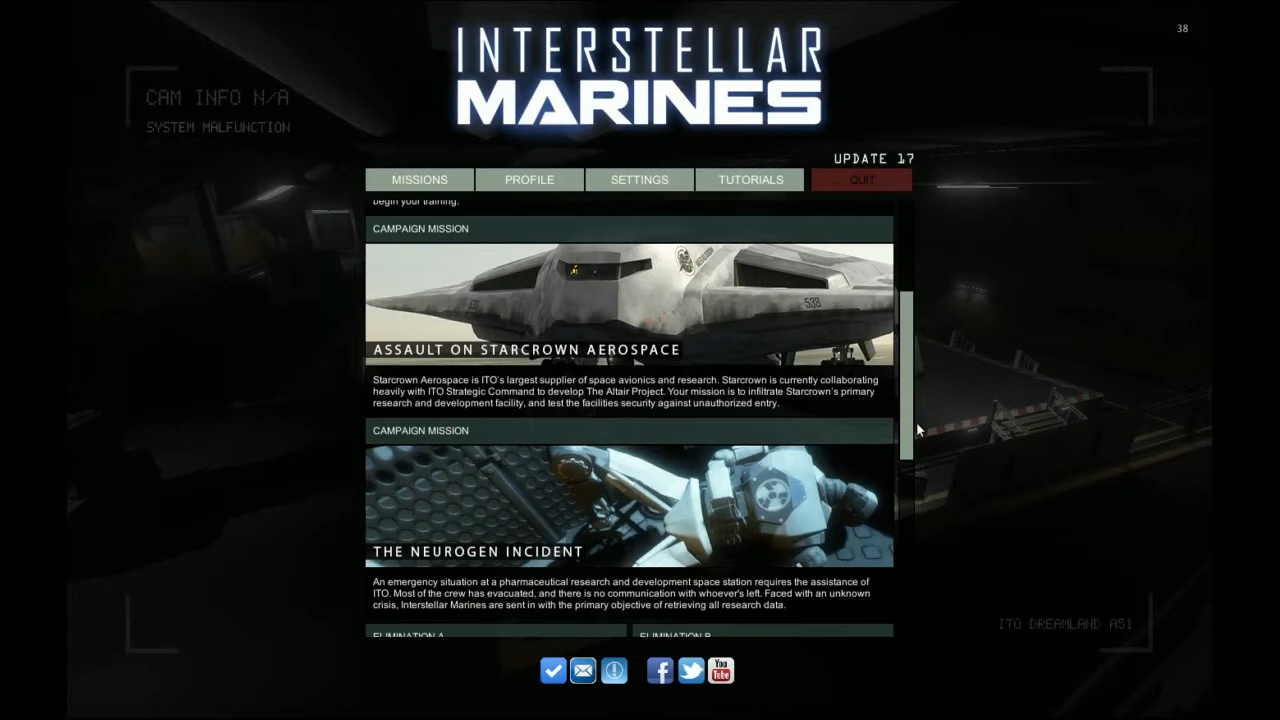 38
INTERSTELLAR
MARINES
CAM INFO N/A
SYSTEM MALFUNCTION
UPDATE 17
MISSIONS
PROFILE
SETTINGS
TUTORIALS
QUIT
begin your training.
CAMPAIGN MISSION
538
ASSAULT ON STARCROWN AEROSPACE
Starcrown Aerospace is ITO's largest supplier of space avionics and research. Starcrown is currently collaborating
heavily with ITO Strategic Command to develop The Altair Project. Your mission is to infiltrate Starcrown's primary
research and development facility, and test the facilities security against unauthorized entry.
CAMPAIGN MISSION
THE NEUROGEN INCIDENT
An emergency situation at a pharmaceutical research and development space station requires the assistance of
ITO. Most of the crew has evacuated, and there is no communication with whoever's left. Faced with an unknown
crisis, Interstellar Marines are sent in with the primary objective of retrieving all research data.
ITO DREAMLAND A51
ELIMINATION A
ELIMINATION B
You
Tube